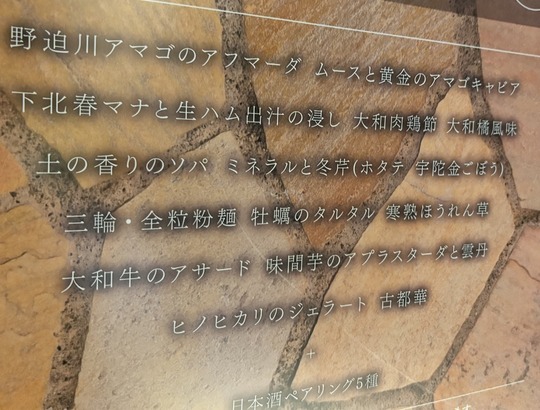 野迫川アマゴのアフマーダ ムースと黄金のアマゴキャビア
下北春マナと生ハム出汁の浸し 大和肉鶏節 大和橘風味
土の香りのソパ ミネラルと冬芹(ホタテ 宇陀金ごぼう)
三輪・全粒粉麺 牡蠣のタルタル 寒熟ほうれん草
大和牛のアサード 味間芋のアプラスターダと雲丹
ヒノヒカリのジェラート 古都華
+
日本酒ペアリング5種